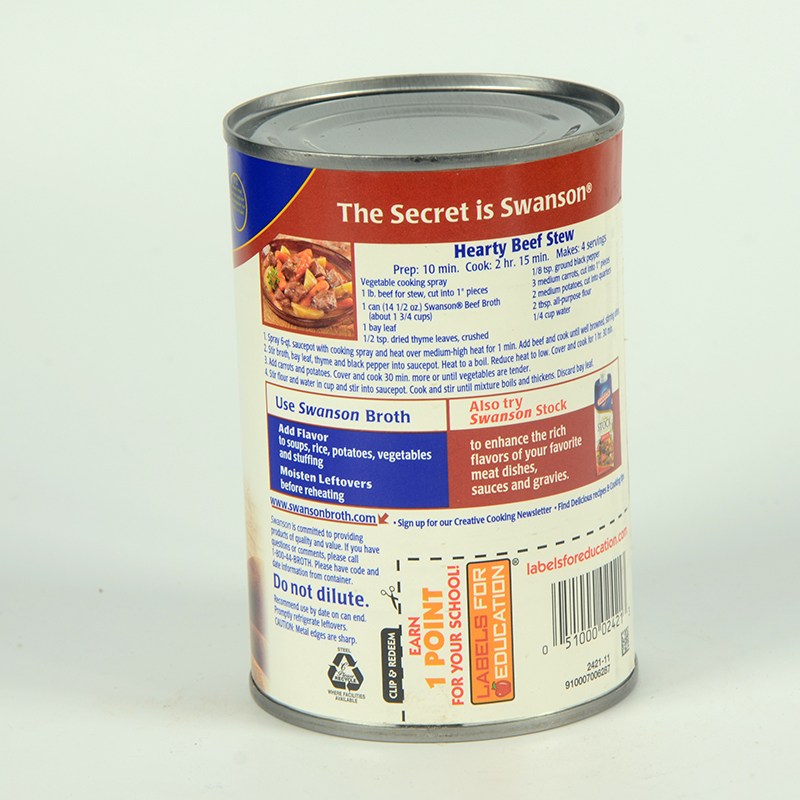 The Secret is Swanson®
Hearty Beef Stew
Prep: 10 min. Cook: 2 hr. 15 min. Makes: 4 servings
Vegetable cooking spray
1 lb. beef for stew, cut into 1" pieces
1 can (14 1/2 oz.) Swanson® Beef Broth
(about 1 3/4 cups)
1 bay leaf
1/2 tsp. dried thyme leaves, crushed
1/8 tsp. ground black pepper
3 medium carrots, cut into 1" pieces
2 medium potatoes, cut into quarters
2 tbsp. all-purpose flour
1/4 cup water
1. Spray 6-qt. saucepot with cooking spray and heat over medium-high heat for 1 min. Add beef and cook until well browned, stirring often.
2. Stir broth, bay leaf, thyme and black pepper into saucepot. Heat to a boil. Reduce heat to low. Cover and cook for 1 hr. 30 min.
3. Add carrots and potatoes. Cover and cook 30 min. more or until vegetables are tender.
4. Stir flour and water in cup and stir into saucepot. Cook and stir until mixture boils and thickens. Discard bay leaf.
Use Swanson Broth
Add Flavor
to soups, rice, potatoes, vegetables
and stuffing
Moisten Leftovers
before reheating
Also try
Swanson Stock
to enhance the rich
flavors of your favorite
meat dishes,
sauces and gravies.
STOCK
www.swansonbroth.com • Sign up for our Creative Cooking Newsletter • Find Delicious recipes & Cooking tips
Swanson is committed to providing
products of quality and value. If you have
questions or comments, please call
1-800-44-BROTH. Please have code and
date information from container.
Do not dilute.
Recommend use by date on can end.
Promptly refrigerate leftovers.
CAUTION: Metal edges are sharp.
STEEL
Please
RECYCLE
WHERE FACILITIES
AVAILABLE
CLIP & REDEEM
EARN
1 POINT
FOR YOUR SCHOOL!
LABELS FOR
EDUCATION®
labelsforeducation.com
0 51000 02421
2421-11
910007006287